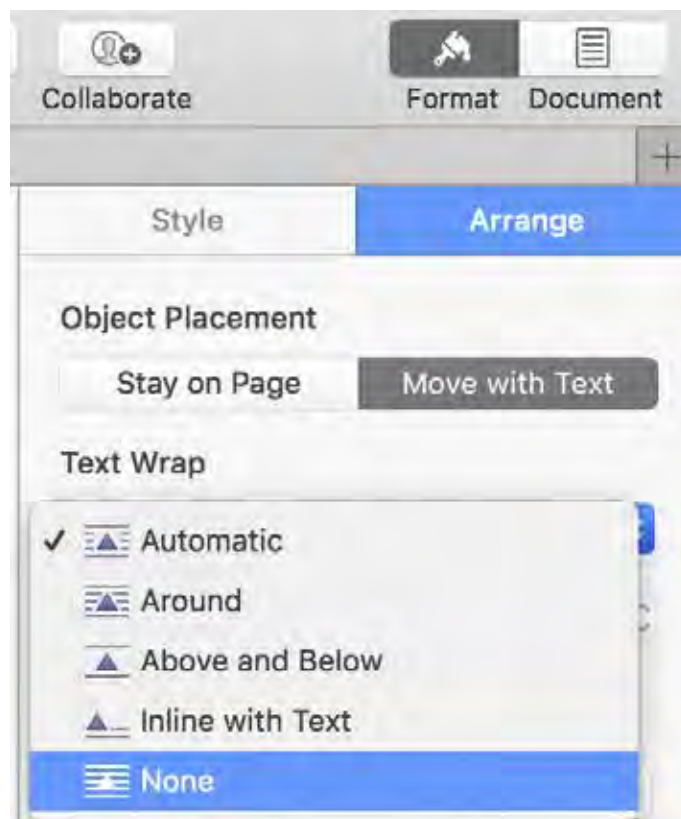 Collaborate
Format Document
Style Arrange
Object Placement
Stay on Page Move with Text
Text Wrap
Automatic
Around
Above and Below
Inline with Text
None